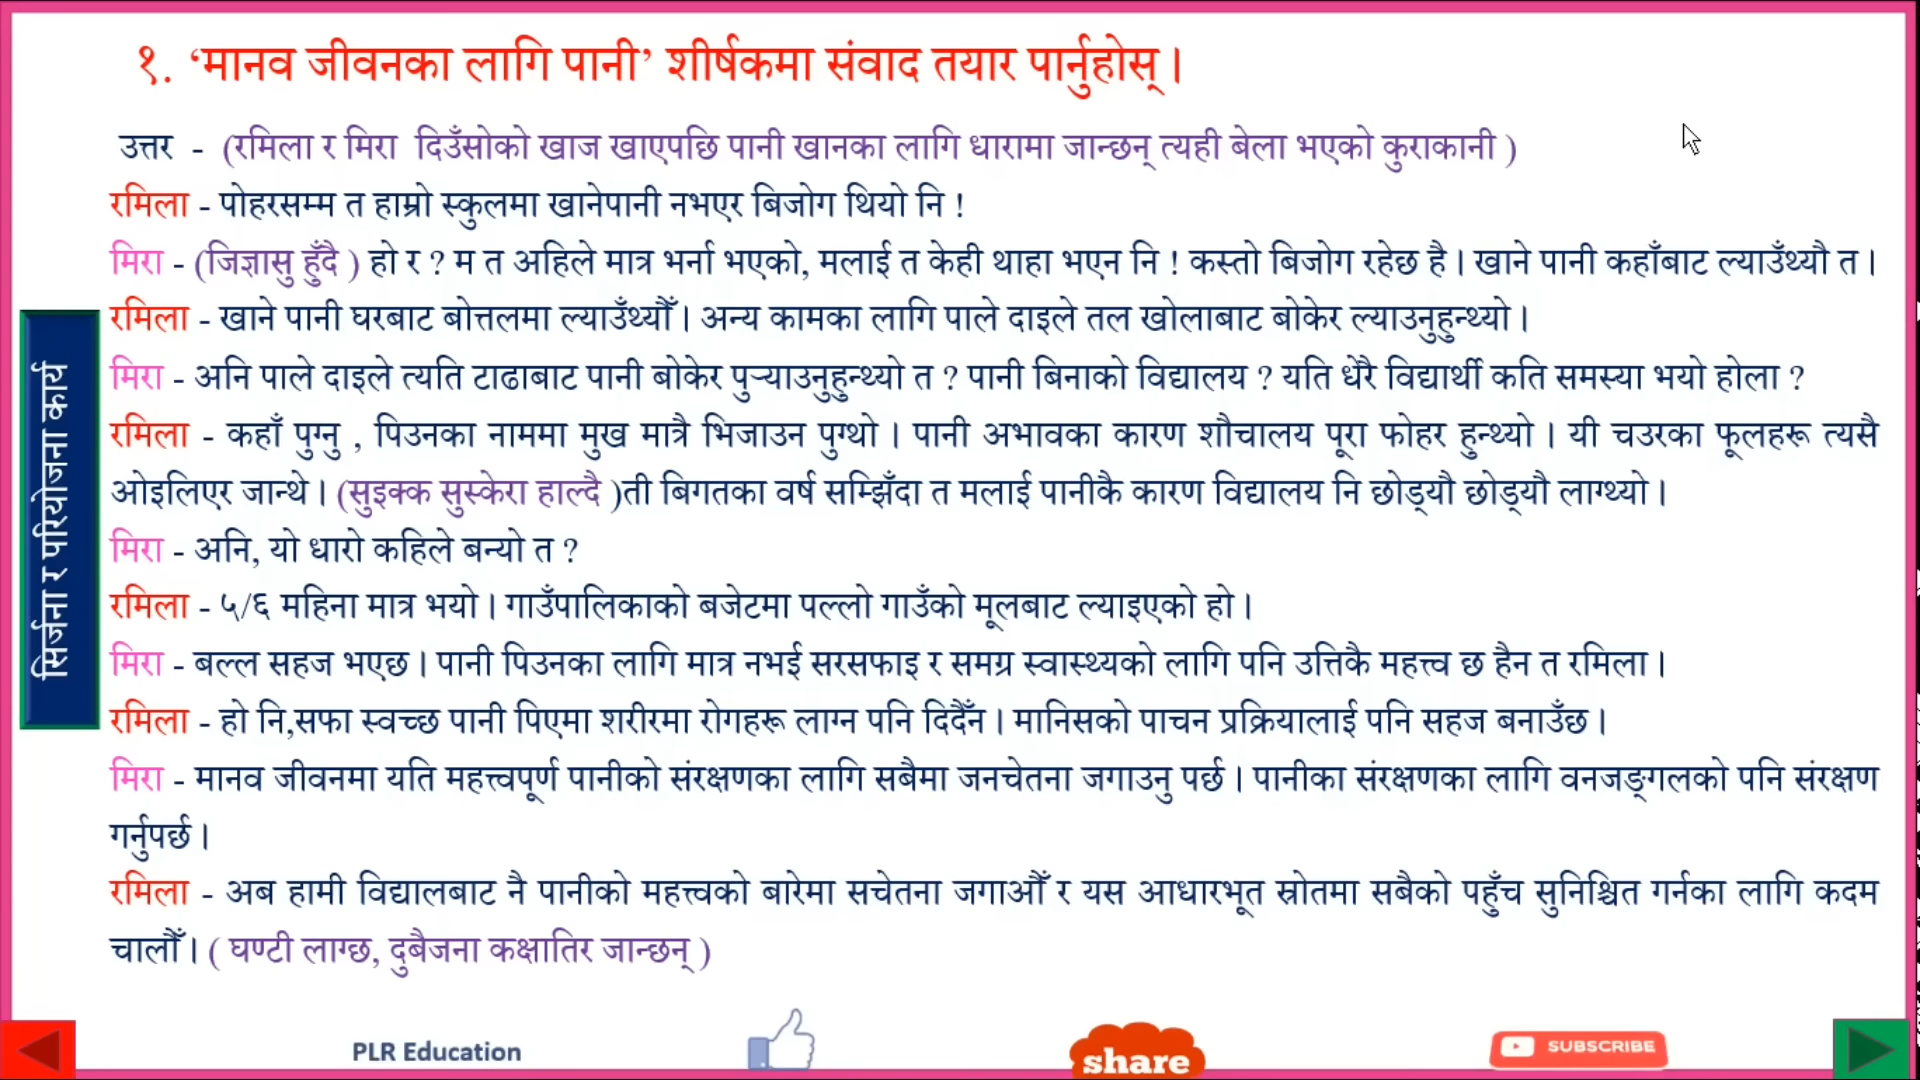 १. ‘मानव जीवनका लागि पानी’ शीर्षकमा संवाद तयार पार्नुहोस् ।
उत्तर - (रमिला र मिरा दिउँसोको खाज खाएपछि पानी खानका लागि धारामा जान्छन् त्यही बेला भएको कुराकानी )
रमिला - पोहरसम्म त हाम्रो स्कुलमा खानेपानी नभएर बिजोग थियो नि !
मिरा - (जिज्ञासु हुँदै ) हो र ? म त अहिले मात्र भर्ना भएको, मलाई त केही थाहा भएन नि ! कस्तो बिजोग रहेछ है । खाने पानी कहाँबाट ल्याउँथ्यौ त ।
रमिला - खाने पानी घरबाट बोत्तलमा ल्याउँथ्यौँ । अन्य कामका लागि पाले दाइले तल खोलाबाट बोकेर ल्याउनुहुन्थ्यो ।
मिरा - अनि पाले दाइले त्यति टाढाबाट पानी बोकेर पुऱ्याउनुहुन्थ्यो त ? पानी बिनाको विद्यालय ? यति धेरै विद्यार्थी कति समस्या भयो होला ?
रमिला - कहाँ पुग्नु , पिउनका नाममा मुख मात्रै भिजाउन पुग्थो । पानी अभावका कारण शौचालय पूरा फोहर हुन्थ्यो । यी चउरका फूलहरू त्यसै
ओइलिएर जान्थे । (सुइक्क सुस्केरा हाल्दै )ती बिगतका वर्ष सम्झिँदा त मलाई पानीकै कारण विद्यालय नि छोड्यौ छोड्यौ लाग्थ्यो ।
मिरा - अनि, यो धारो कहिले बन्यो त ?
रमिला - ५/६ महिना मात्र भयो । गाउँपालिकाको बजेटमा पल्लो गाउँको मूलबाट ल्याइएको हो ।
मिरा - बल्ल सहज भएछ । पानी पिउनका लागि मात्र नभई सरसफाइ र समग्र स्वास्थ्यको लागि पनि उत्तिकै महत्त्व छ हैन त रमिला ।
रमिला - हो नि,सफा स्वच्छ पानी पिएमा शरीरमा रोगहरू लाग्न पनि दिदैँन । मानिसको पाचन प्रक्रियालाई पनि सहज बनाउँछ ।
मिरा - मानव जीवनमा यति महत्त्वपूर्ण पानीको संरक्षणका लागि सबैमा जनचेतना जगाउनु पर्छ । पानीका संरक्षणका लागि वनजङ्गलको पनि संरक्षण
गर्नुपर्छ ।
रमिला - अब हामी विद्यालबाट नै पानीको महत्त्वको बारेमा सचेतना जगाऔँ र यस आधारभूत स्रोतमा सबैको पहुँच सुनिश्चित गर्नका लागि कदम
चालौँ । ( घण्टी लाग्छ, दुबैजना कक्षातिर जान्छन् )
सिर्जना र परियोजना कार्य
PLR Education
share
SUBSCRIBE